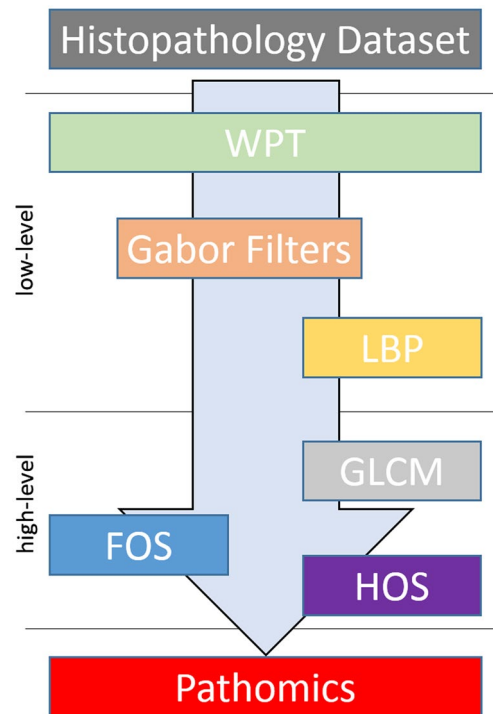 Histopathology Dataset
WPT
low-level
Gabor Filters
LBP
GLCM
high-level
FOS
HOS
Pathomics